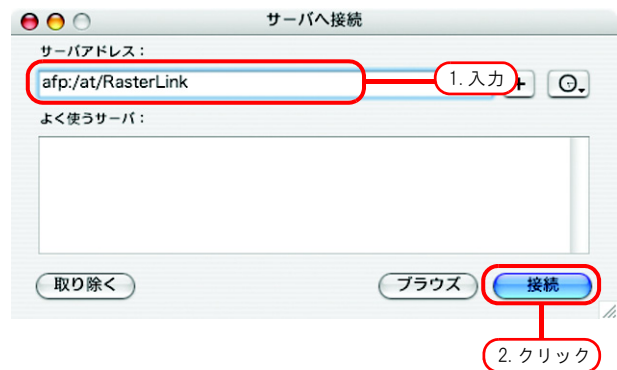 サーバへ接続
サーバアドレス：
afp:/at/RasterLink
1. 入力
+
よく使うサーバ：
取り除く
ブラウズ
接続
2. クリック